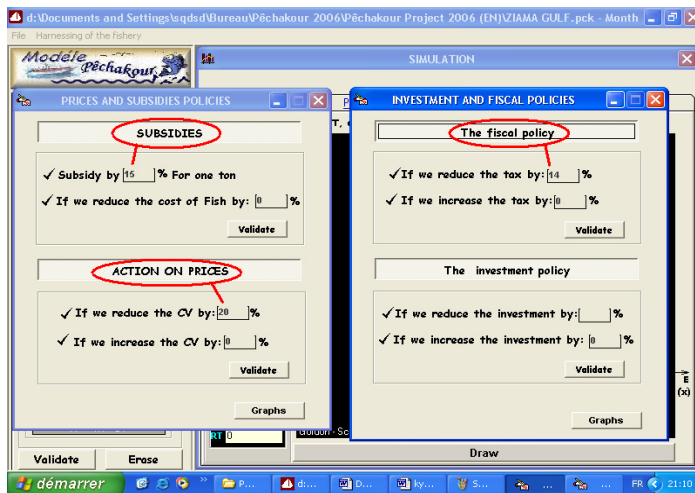 d:\Documents and Settings\sqdsd\Bureau\Pêchakour 2006\Pêchakour Project 2006 (EN)\ZIAMA GULF.pck - Month
File Harnessing of the fishery
Modéle
Pêchakour
SIMULATION
PRICES AND SUBSIDIES POLICIES
SUBSIDIES
Subsidy by 15 % For one ton
If we reduce the cost of Fish by: 0 %
Validate
ACTION ON PRICES
If we reduce the CV by: 20 %
If we increase the CV by: 0 %
Validate
Graphs
INVESTMENT AND FISCAL POLICIES
The fiscal policy
If we reduce the tax by: 14 %
If we increase the tax by: 0 %
Validate
The investment policy
If we reduce the investment by: %
If we increase the investment by: 0 %
Validate
Graphs
E
(x)
RT 0
Draw
Validate Erase
démarrer
P...
d:...
D...
ky...
S...
...
...
FR
21:10